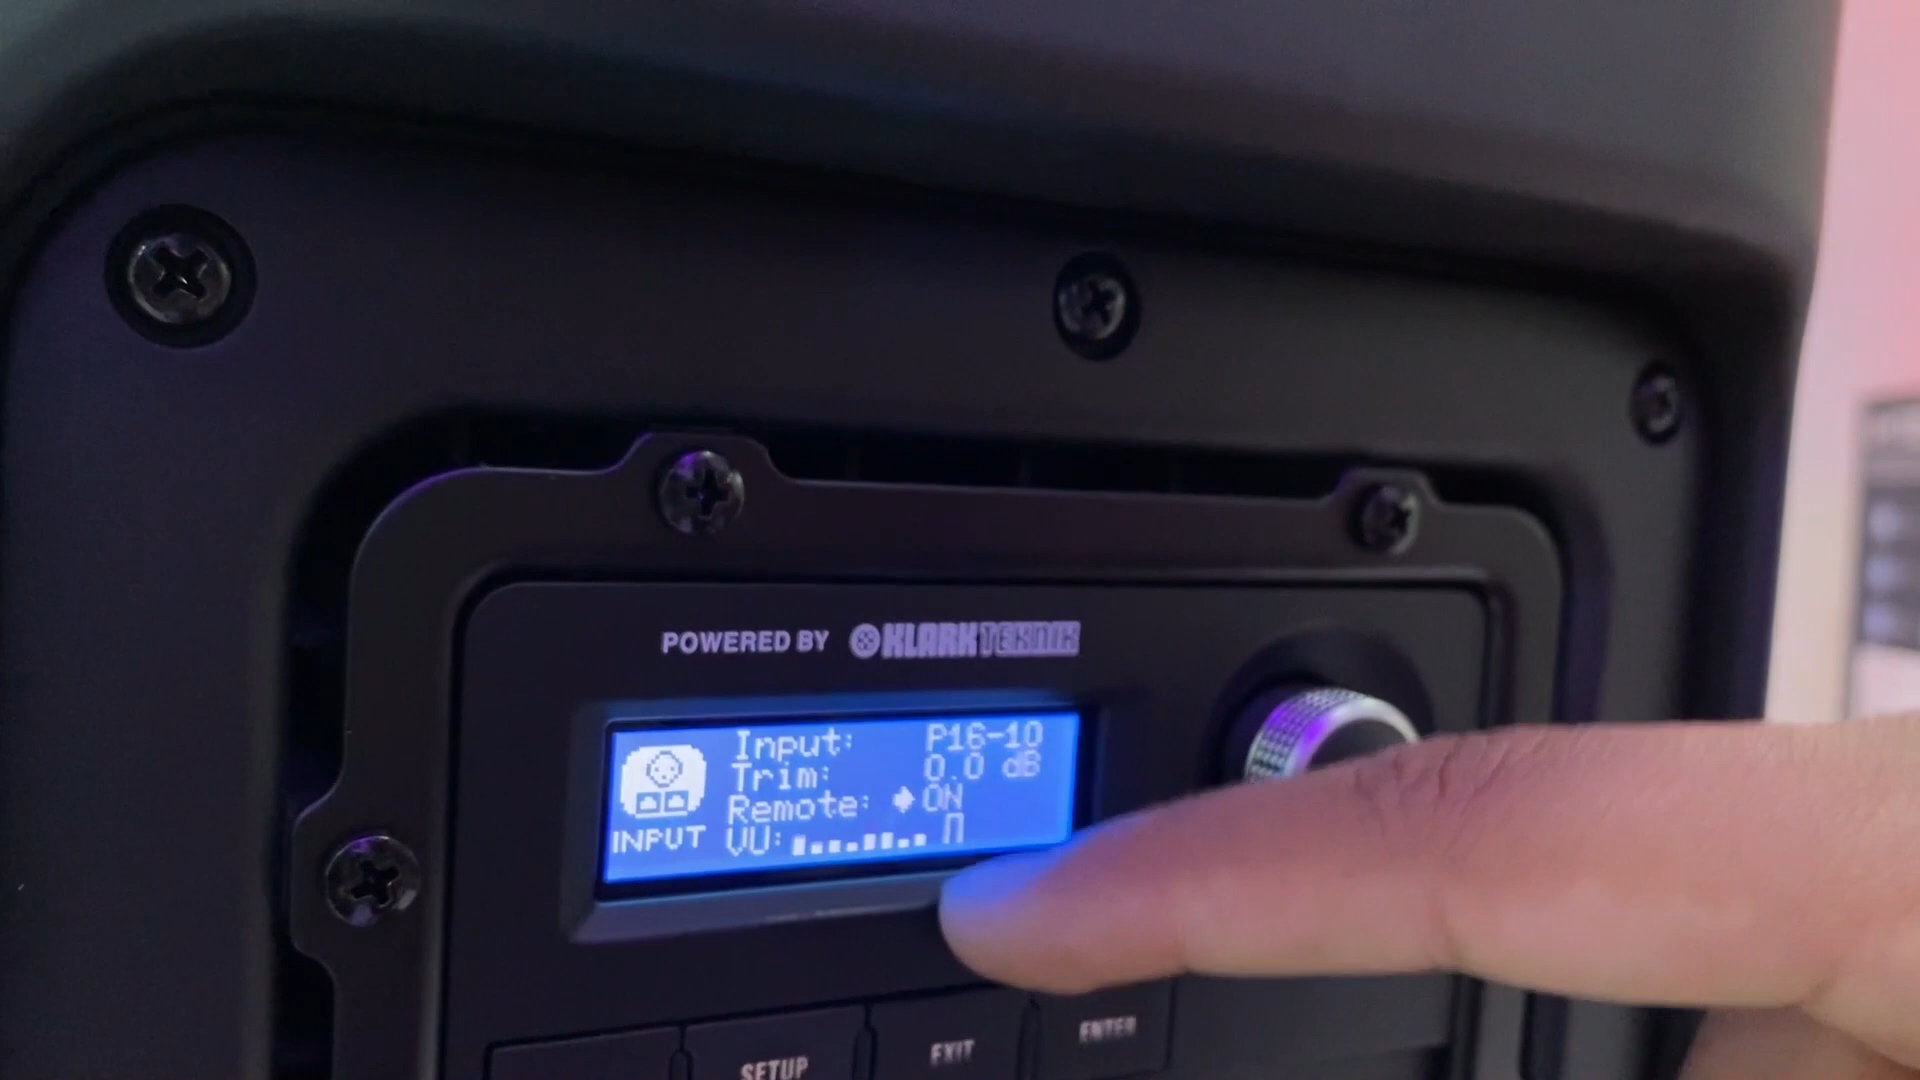 POWERED BY KLARK TEKNIK
Input: P16-10
Trim: 0.0 dB
Remote: ON
INPUT VU:
SETUP EXIT ENTER